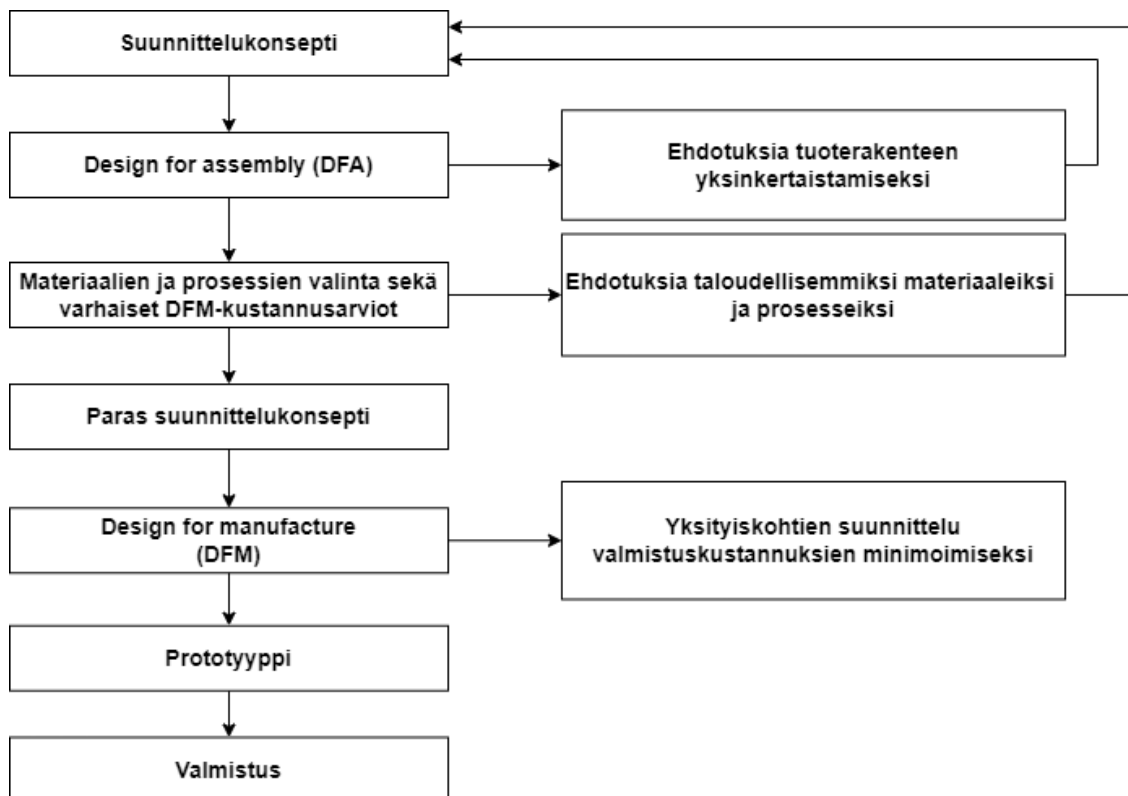 Suunnittelukonsepti
Design for assembly (DFA)
Ehdotuksia tuoterakenteen
yksinkertaistamiseksi
Materiaalien ja prosessien valinta sekä
varhaiset DFM-kustannusarviot
Ehdotuksia taloudellisemmiksi materiaaleiksi
ja prosesseiksi
Paras suunnittelukonsepti
Design for manufacture
(DFM)
Yksityiskohtien suunnittelu
valmistuskustannuksien minimoimiseksi
Prototyyppi
Valmistus